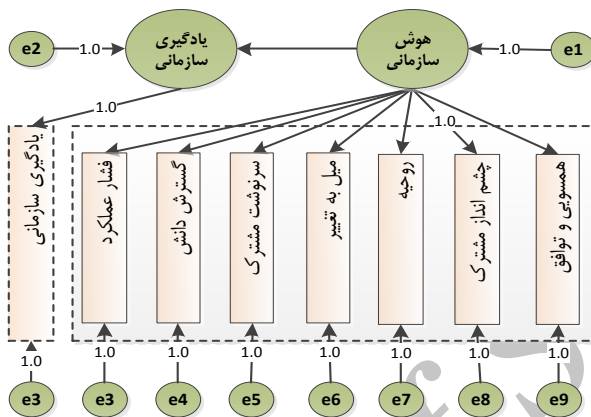 e2
1.0
یادگیری
سازمانی
هوش
سازمانی
1.0
e1
1.0
1.0
یادگیری سازمانی
فشار عملکرد
گسترش دانش
سرنوشت مشترک
میل به تغییر
روحیه
چشم انداز مشترک
همسویی و توافق
1.0
1.0
1.0
1.0
1.0
1.0
1.0
1.0
e3
e3
e4
e5
e6
e7
e8
e9